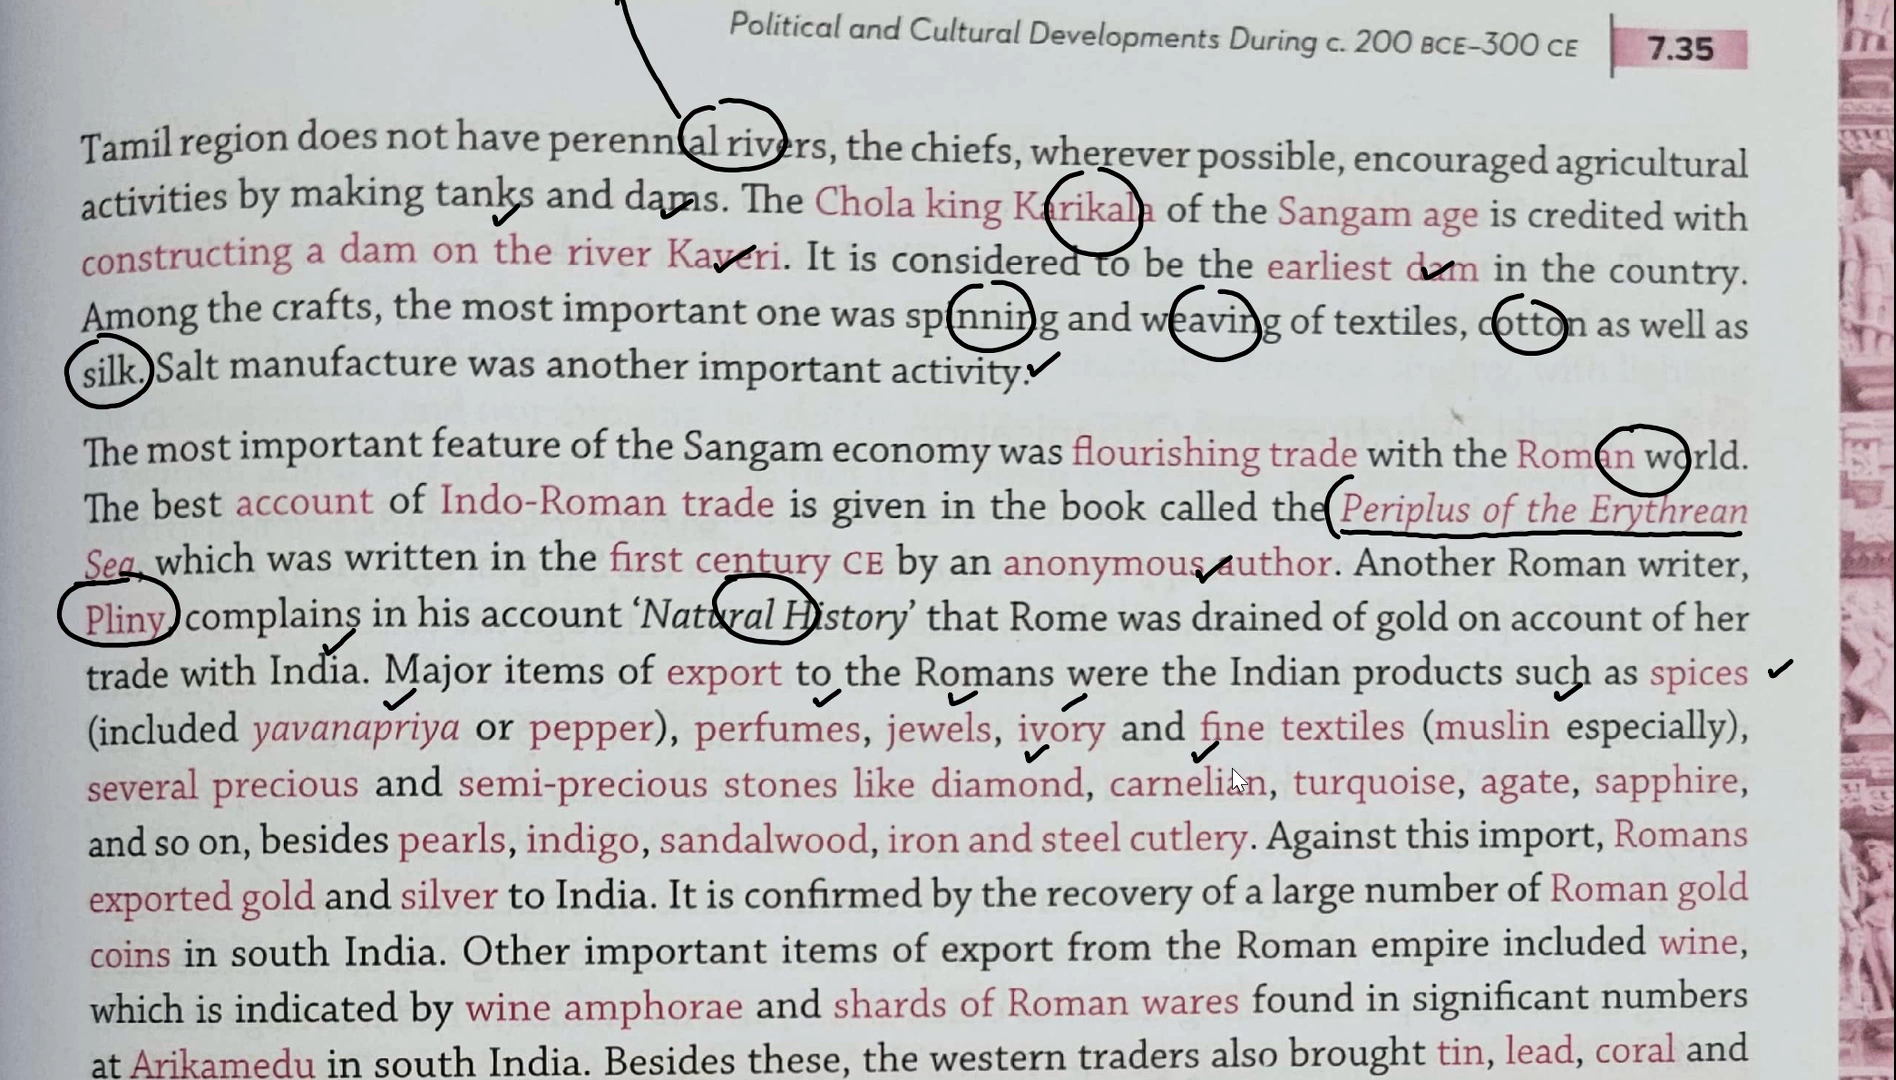 Political and Cultural Developments During c. 200 BCE–300 CE 7.35
Tamil region does not have perennial rivers, the chiefs, wherever possible, encouraged agricultural
activities by making tanks and dams. The Chola king Karikala of the Sangam age is credited with
constructing a dam on the river Kaveri. It is considered to be the earliest dam in the country.
Among the crafts, the most important one was spinning and weaving of textiles, cotton as well as
silk. Salt manufacture was another important activity.
The most important feature of the Sangam economy was flourishing trade with the Roman world.
The best account of Indo-Roman trade is given in the book called the Periplus of the Erythrean
Sea, which was written in the first century CE by an anonymous author. Another Roman writer,
Pliny, complains in his account ‘Natural History’ that Rome was drained of gold on account of her
trade with India. Major items of export to the Romans were the Indian products such as spices
(included yavanapriya or pepper), perfumes, jewels, ivory and fine textiles (muslin especially),
several precious and semi-precious stones like diamond, carnelian, turquoise, agate, sapphire,
and so on, besides pearls, indigo, sandalwood, iron and steel cutlery. Against this import, Romans
exported gold and silver to India. It is confirmed by the recovery of a large number of Roman gold
coins in south India. Other important items of export from the Roman empire included wine,
which is indicated by wine amphorae and shards of Roman wares found in significant numbers
at Arikamedu in south India. Besides these, the western traders also brought tin, lead, coral and